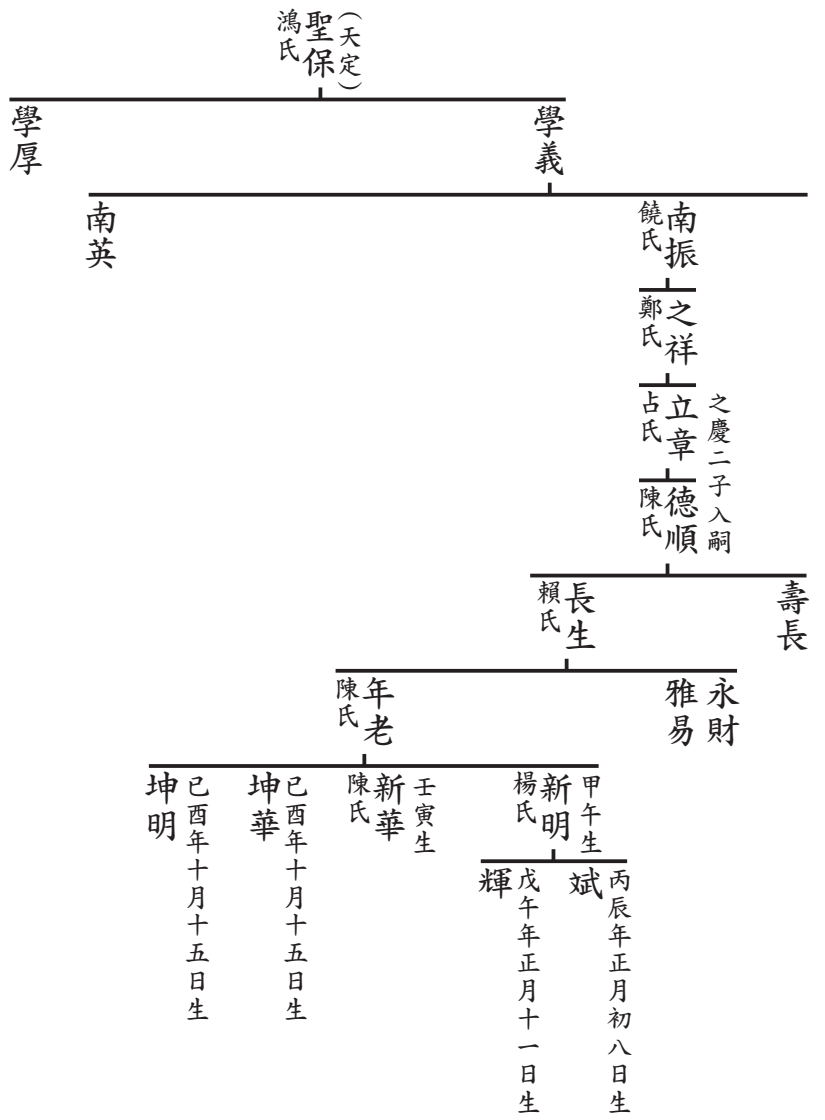 （天定）
聖保
鴻氏
學義
學厚
南振
饒氏
南英
之祥
鄭氏
之慶二子入嗣
立章
占氏
德順
陳氏
壽長
長生
賴氏
永財
雅易
年老
陳氏
甲午生
新明
楊氏
壬寅生
新華
陳氏
己酉年十月十五日生
坤華
己酉年十月十五日生
坤明
丙辰年正月初八日生
斌
戊午年正月十一日生
輝